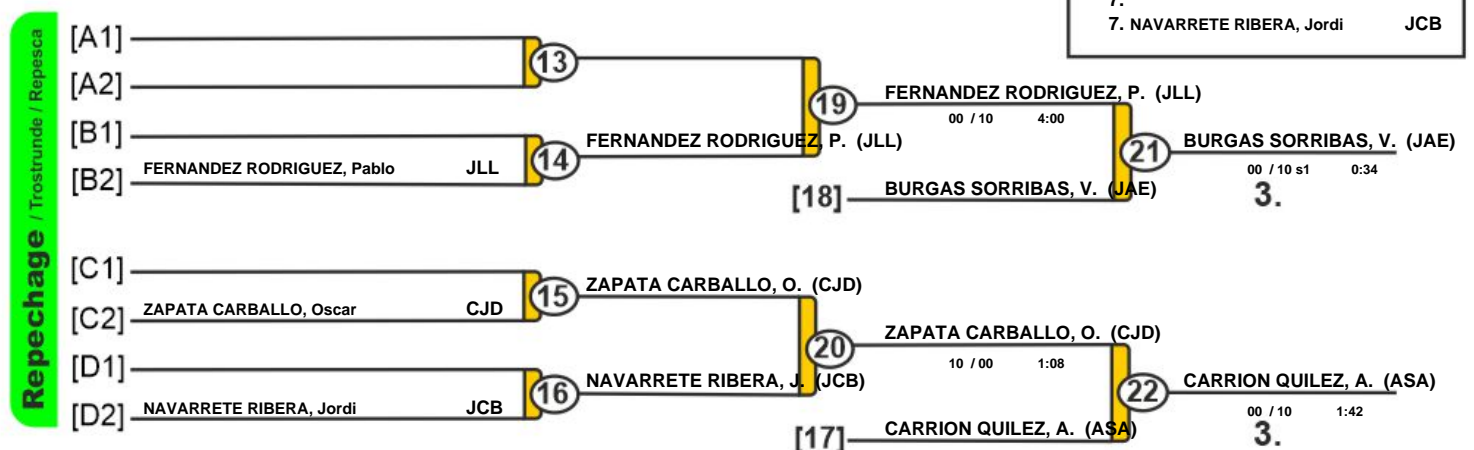 7.
7. NAVARRETE RIBERA, Jordi JCB
Repechage / Trostrunde / Repesca
[A1]
13
[A2]
19
FERNANDEZ RODRIGUEZ, P. (JLL)
00 / 10 4:00
[B1]
FERNANDEZ RODRIGUEZ, P. (JLL)
21
BURGAS SORRIBAS, V. (JAE)
14
FERNANDEZ RODRIGUEZ, Pablo JLL
00 / 10 s1 0:34
[B2]
[18]
BURGAS SORRIBAS, V. (JAE)
3.
[C1]
ZAPATA CARBALLO, O. (CJD)
15
ZAPATA CARBALLO, Oscar CJD
[C2]
ZAPATA CARBALLO, O. (CJD)
20
10 / 00 1:08
[D1]
NAVARRETE RIBERA, J. (JCB)
CARRION QUILEZ, A. (ASA)
16
22
NAVARRETE RIBERA, Jordi JCB
00 / 10 1:42
[D2]
[17]
CARRION QUILEZ, A. (ASA)
3.